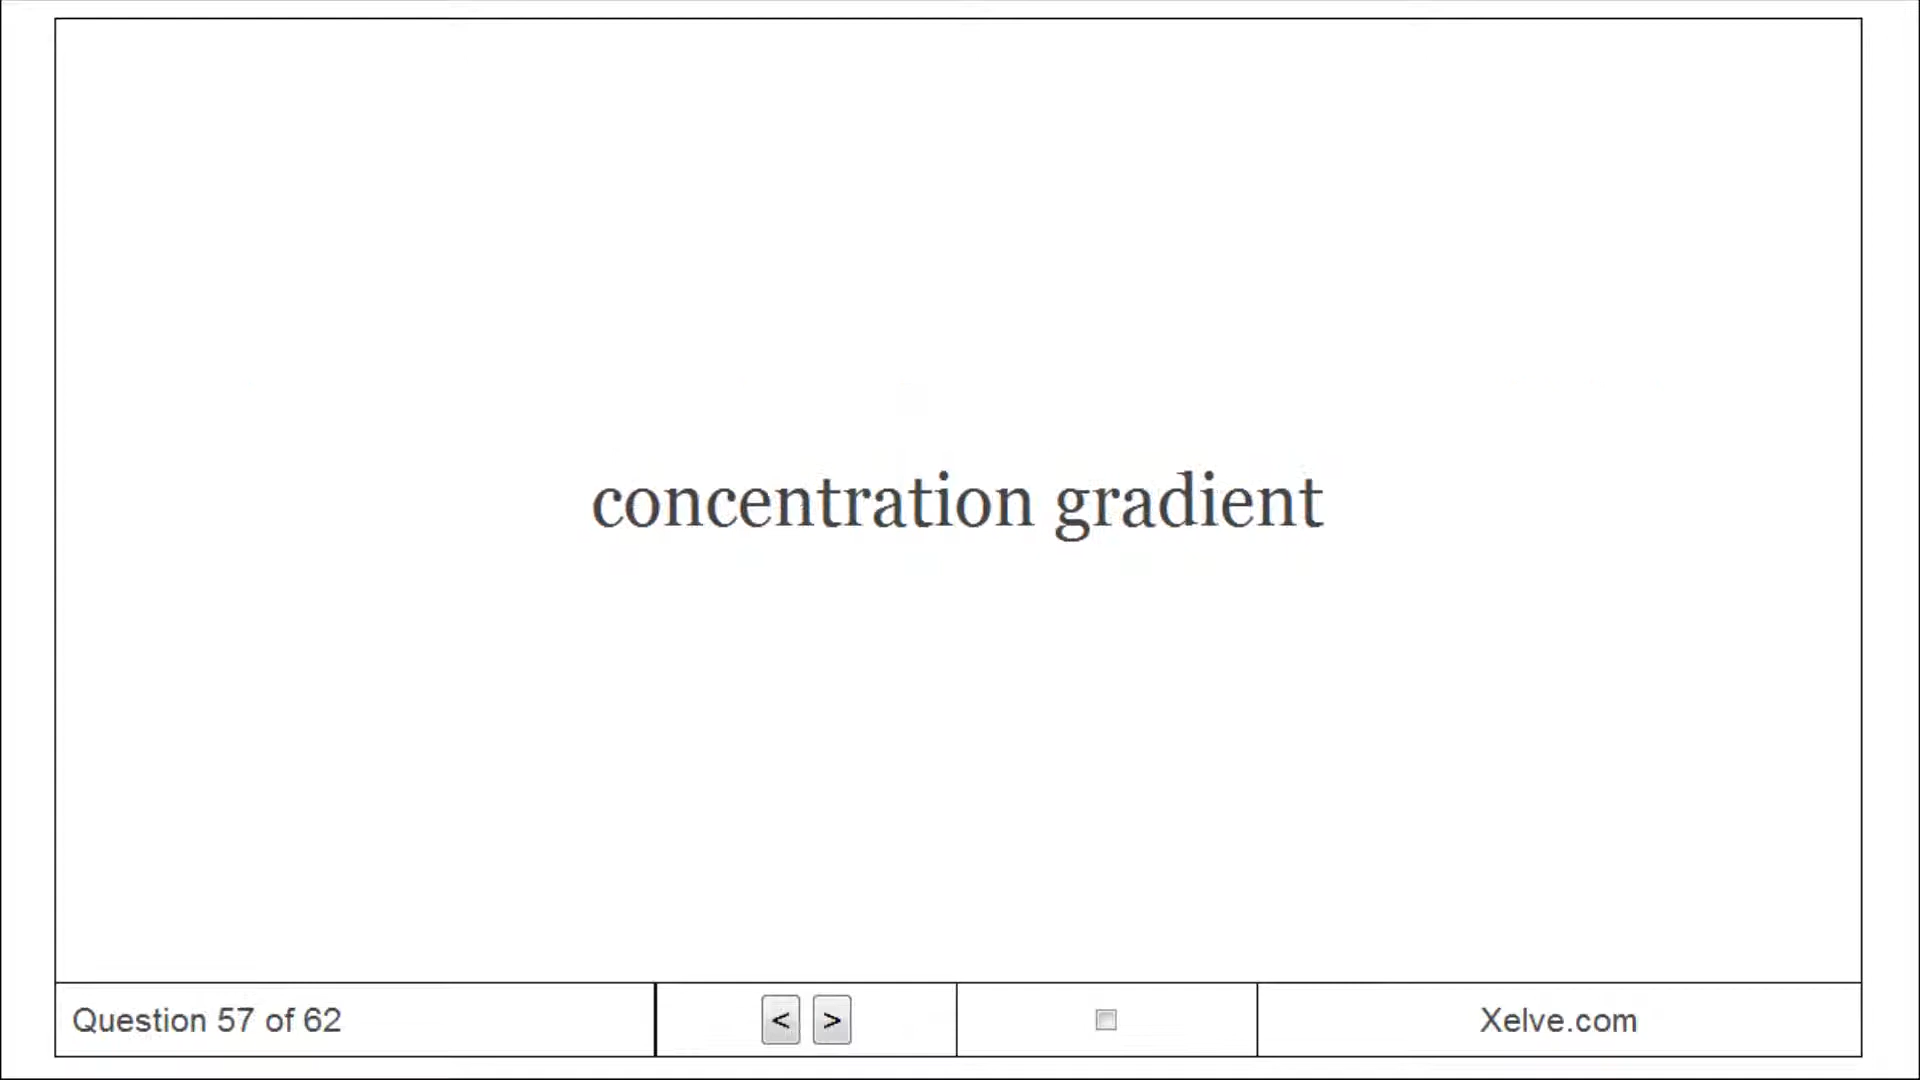 concentration gradient
Question 57 of 62
< >
Xelve.com